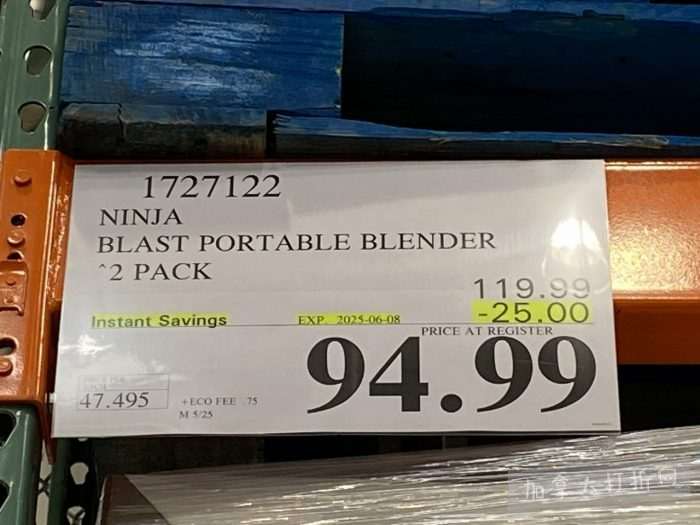 1727122
NINJA
BLAST PORTABLE BLENDER
^2 PACK
119.99
Instant Savings EXP 2025-06-08 -25.00
PRICE AT REGISTER
94.99
47.495 +ECO FEE .75
M 5/25
加拿大打折